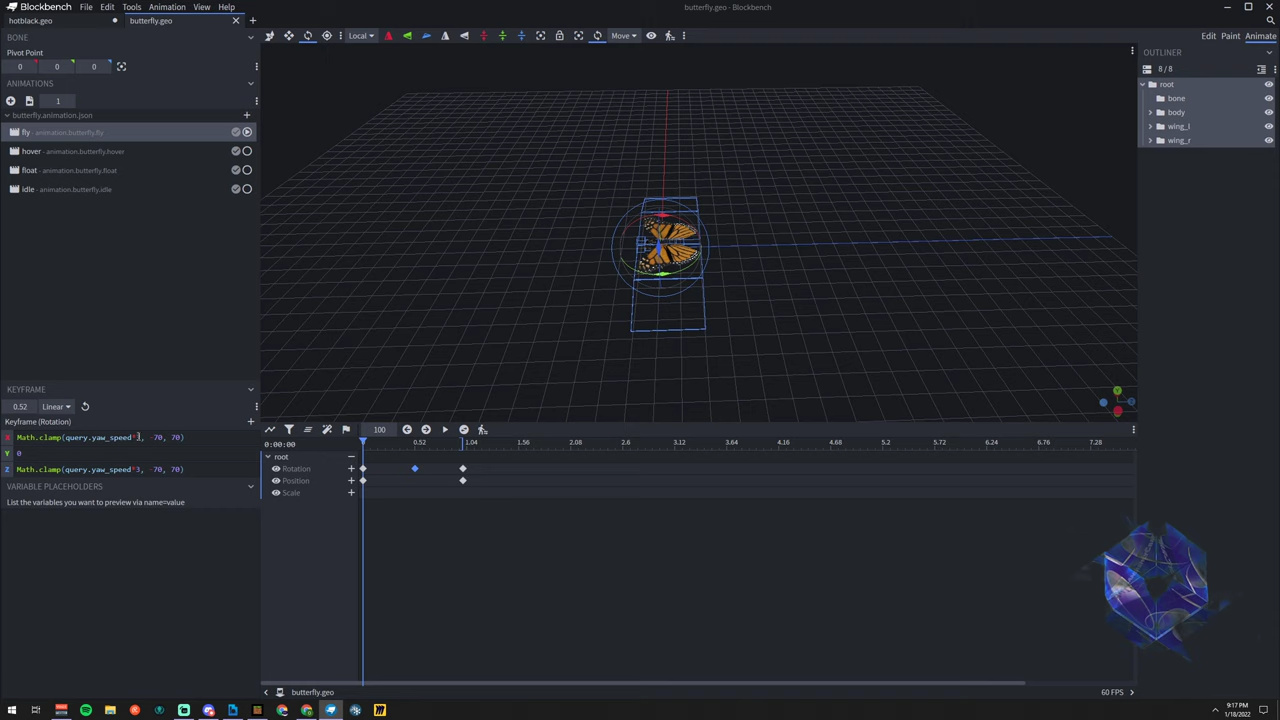 Blockbench File Edit Tools Animation View Help
butterfly.geo - Blockbench
hotblack.geo
butterfly.geo
BONE
Pivot Point
0 0 0
Local
Move
Edit Paint Animate
OUTLINER
8 / 8
root
bone
body
wing_l
wing_r
ANIMATIONS
1
butterfly.animation.json
fly - animation.butterfly.fly
hover - animation.butterfly.hover
float - animation.butterfly.float
idle - animation.butterfly.idle
KEYFRAME
0.52 Linear
Keyframe (Rotation)
X Math.clamp(query.yaw_speed*3, -70, 70)
Y 0
Z Math.clamp(query.yaw_speed*3, -70, 70)
VARIABLE PLACEHOLDERS
List the variables you want to preview via name=value
100
0:00:00
0.52 1.04 1.56 2.08 2.6 3.12 3.64 4.16 4.68 5.2 5.72 6.24 6.76 7.28
root
Rotation
Position
Scale
butterfly.geo
60 FPS
9:17 PM
1/18/2022